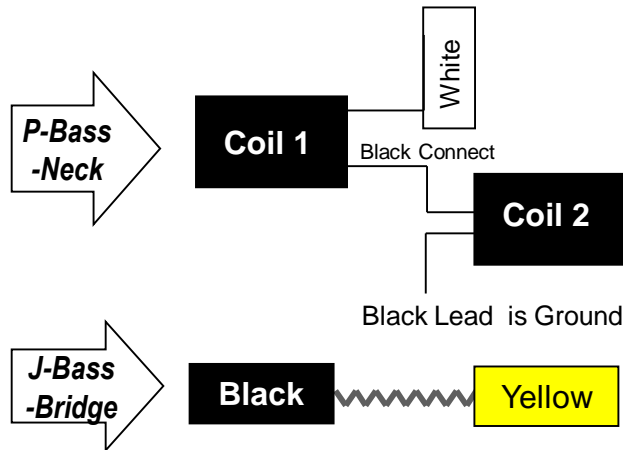 P-Bass
-Neck
Coil 1
White
Black Connect
Coil 2
Black Lead is Ground
J-Bass
-Bridge
Black
Yellow